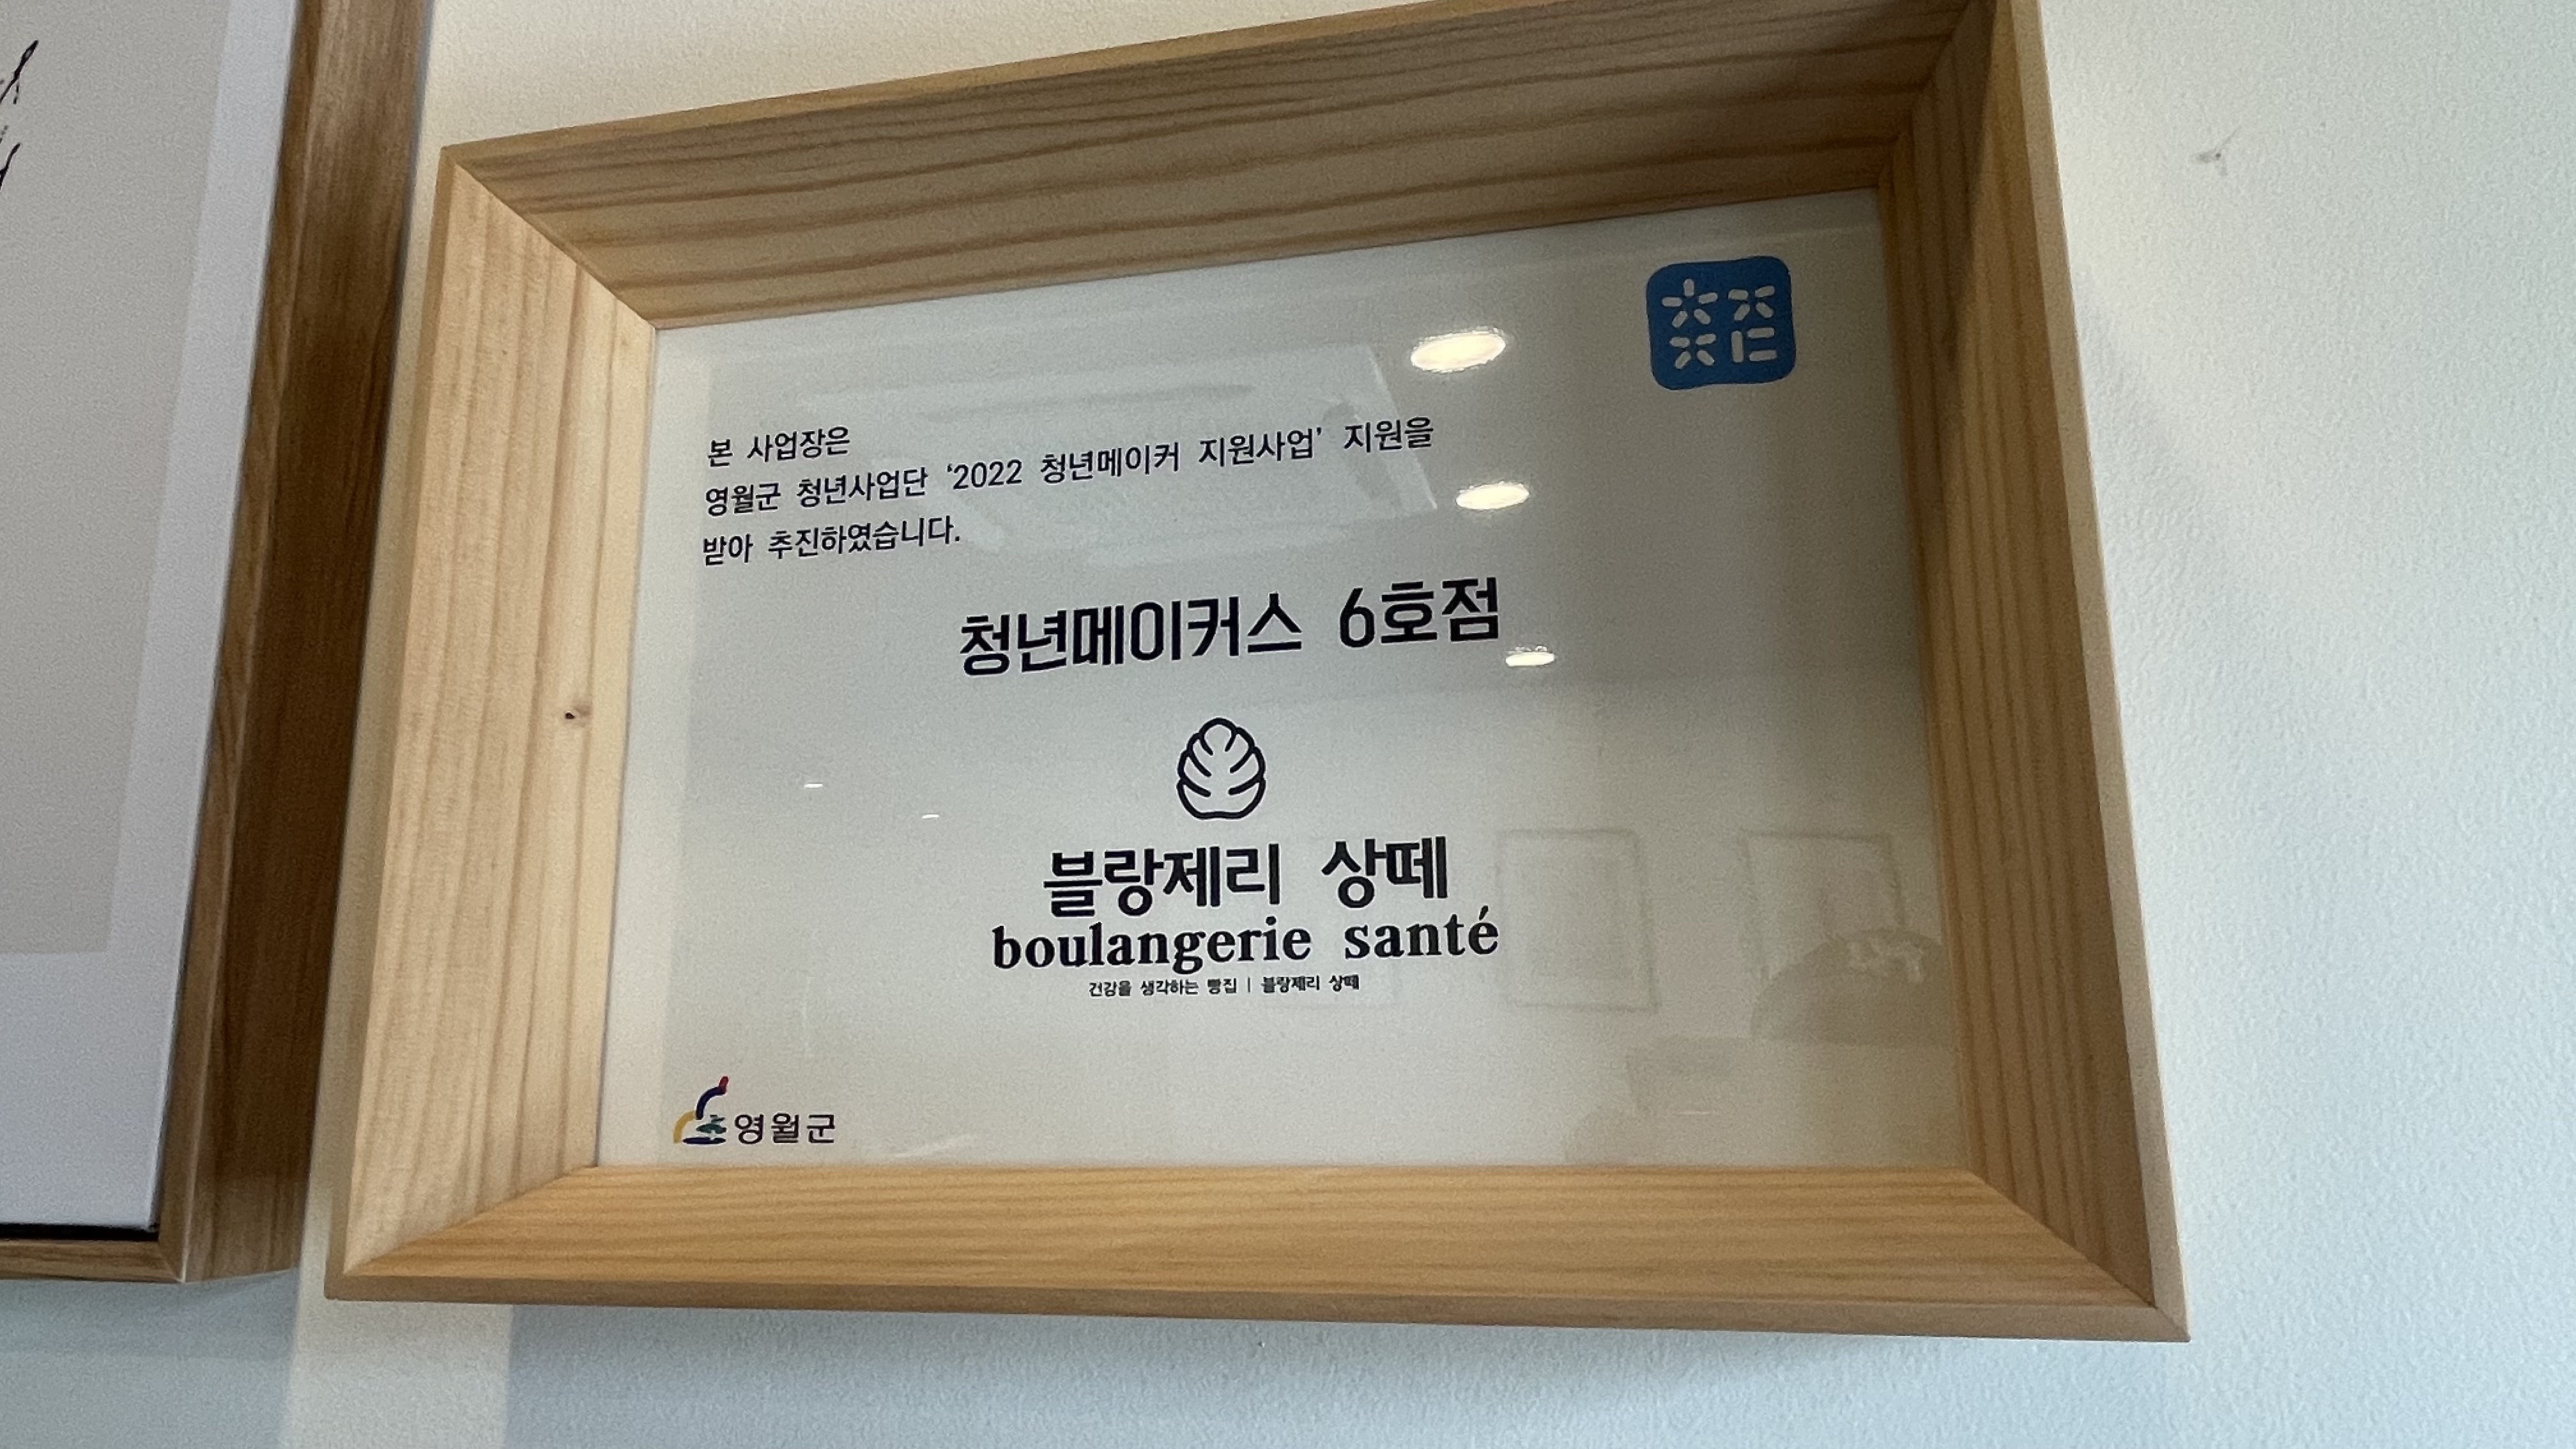 본 사업장은
영월군 청년사업단 ‘2022 청년메이커 지원사업’ 지원을
받아 추진하였습니다.
청년메이커스 6호점
블랑제리 상떼
boulangerie santé
건강을 생각하는 빵집 | 블랑제리 상떼
영월군